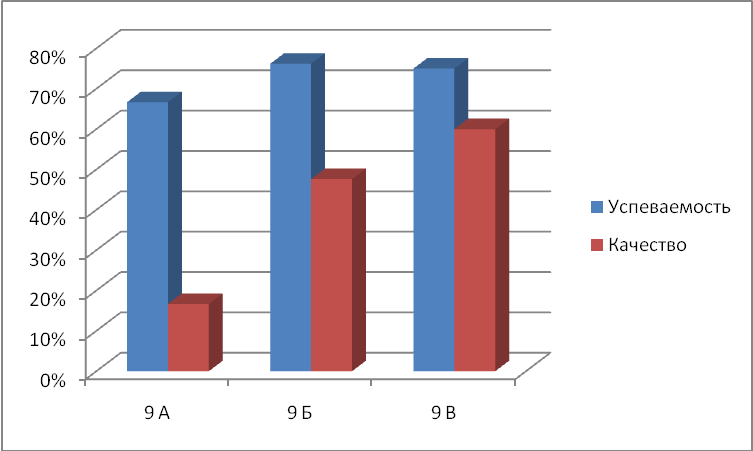 80%
70%
60%
50%
40%
30%
20%
10%
0%
9 А
9 Б
9 В
Успеваемость
Качество